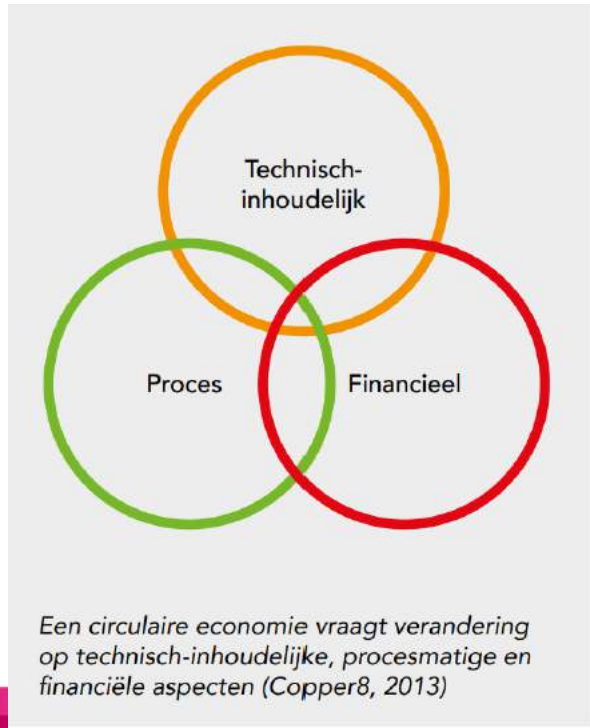 Technisch-
inhoudelijk
Proces
Financieel
Een circulaire economie vraagt verandering
op technisch-inhoudelijke, procesmatige en
financiële aspecten (Copper8, 2013)